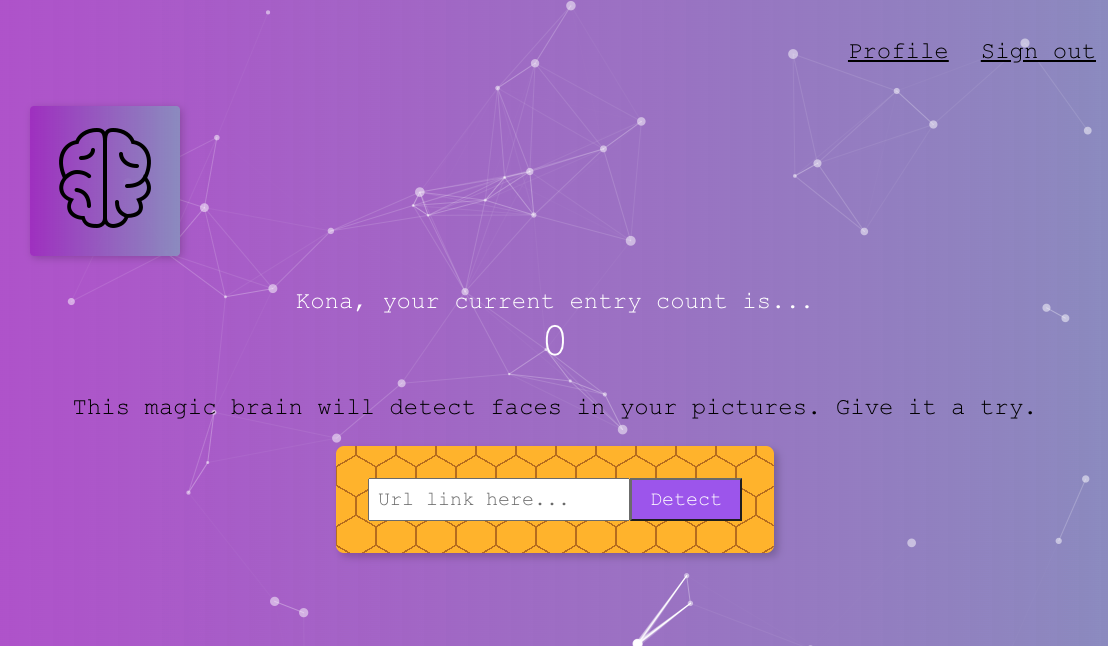 Profile Sign out
Kona, your current entry count is...
0
This magic brain will detect faces in your pictures. Give it a try.
Url link here... Detect